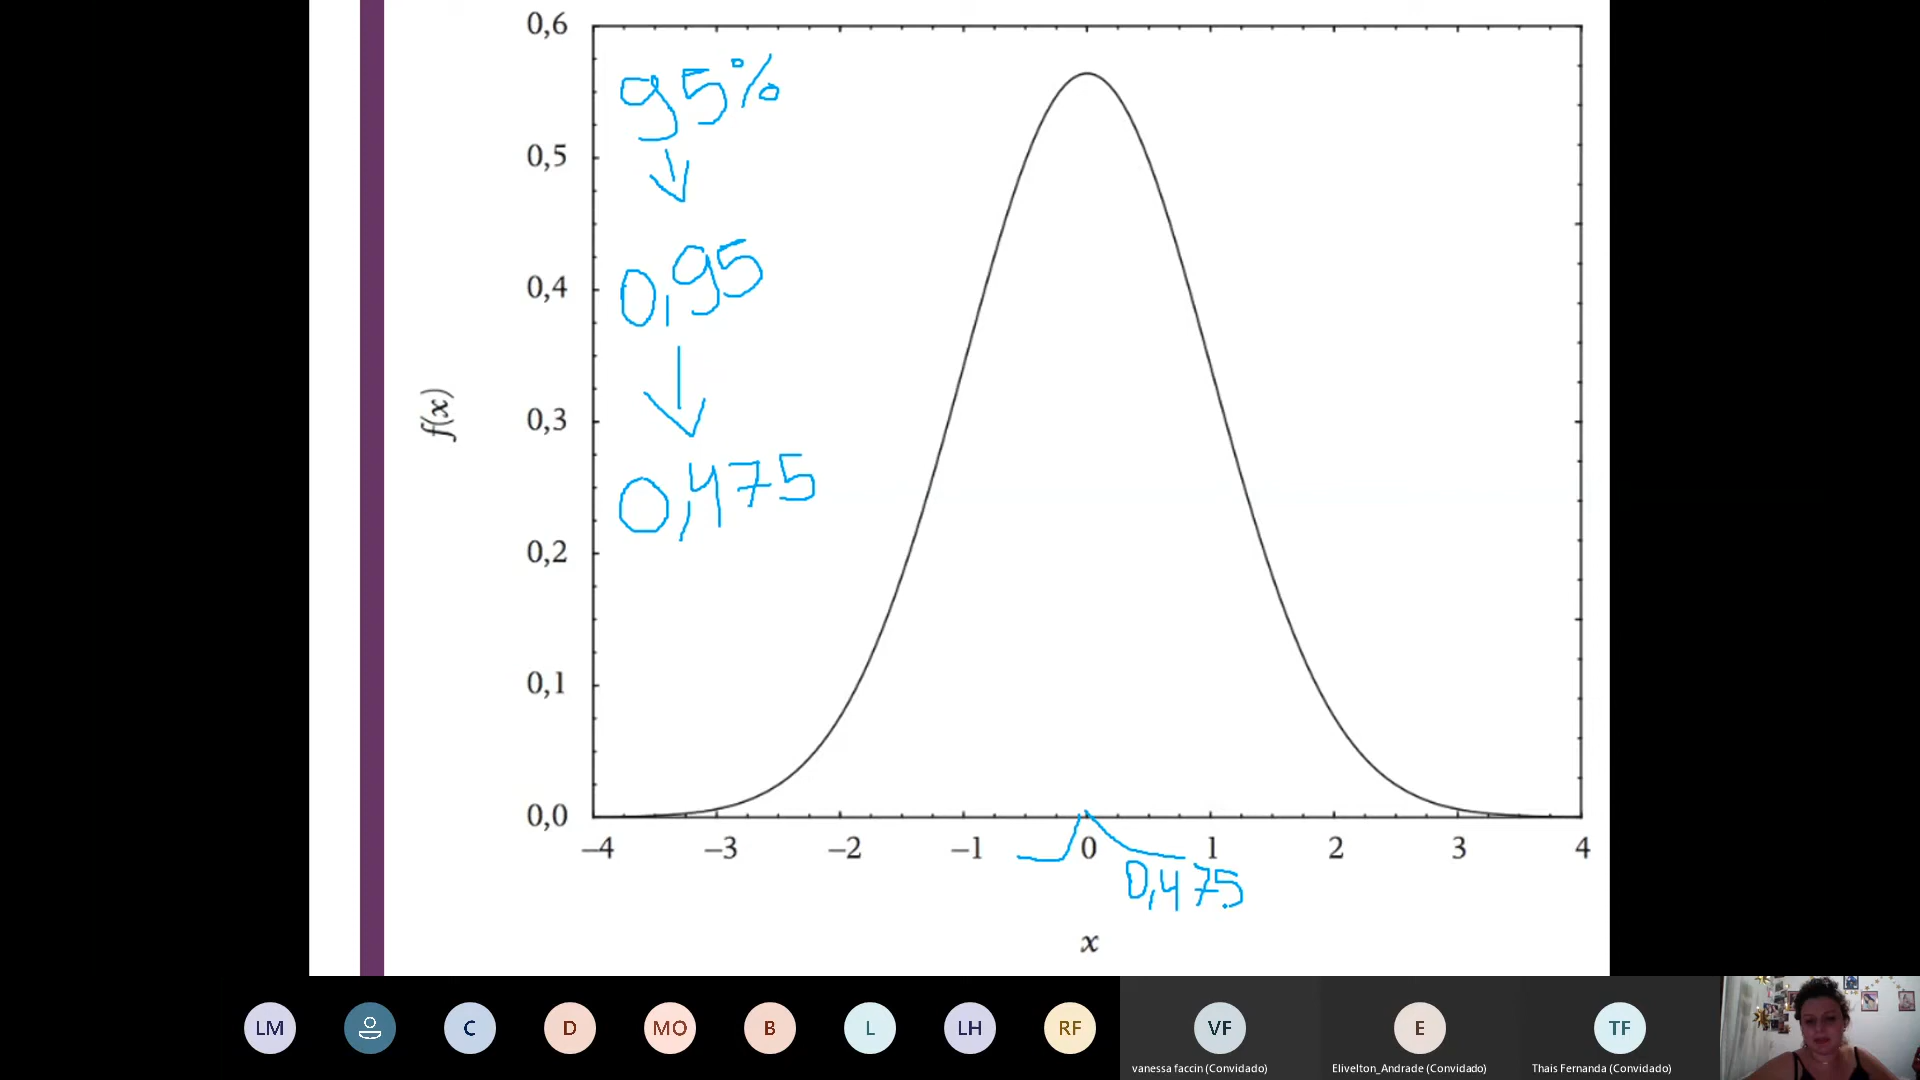 0,6
95%
0,5
0,95
0,4
f(x)
0,3
0,475
0,2
0,1
0,0
–4 –3 –2 –1 0 1 2 3 4
0,475
x
LM C D MO B L LH RF VF E TF
vanessa faccin (Convidado) Elivelton_Andrade (Convidado) Thais Fernanda (Convidado)